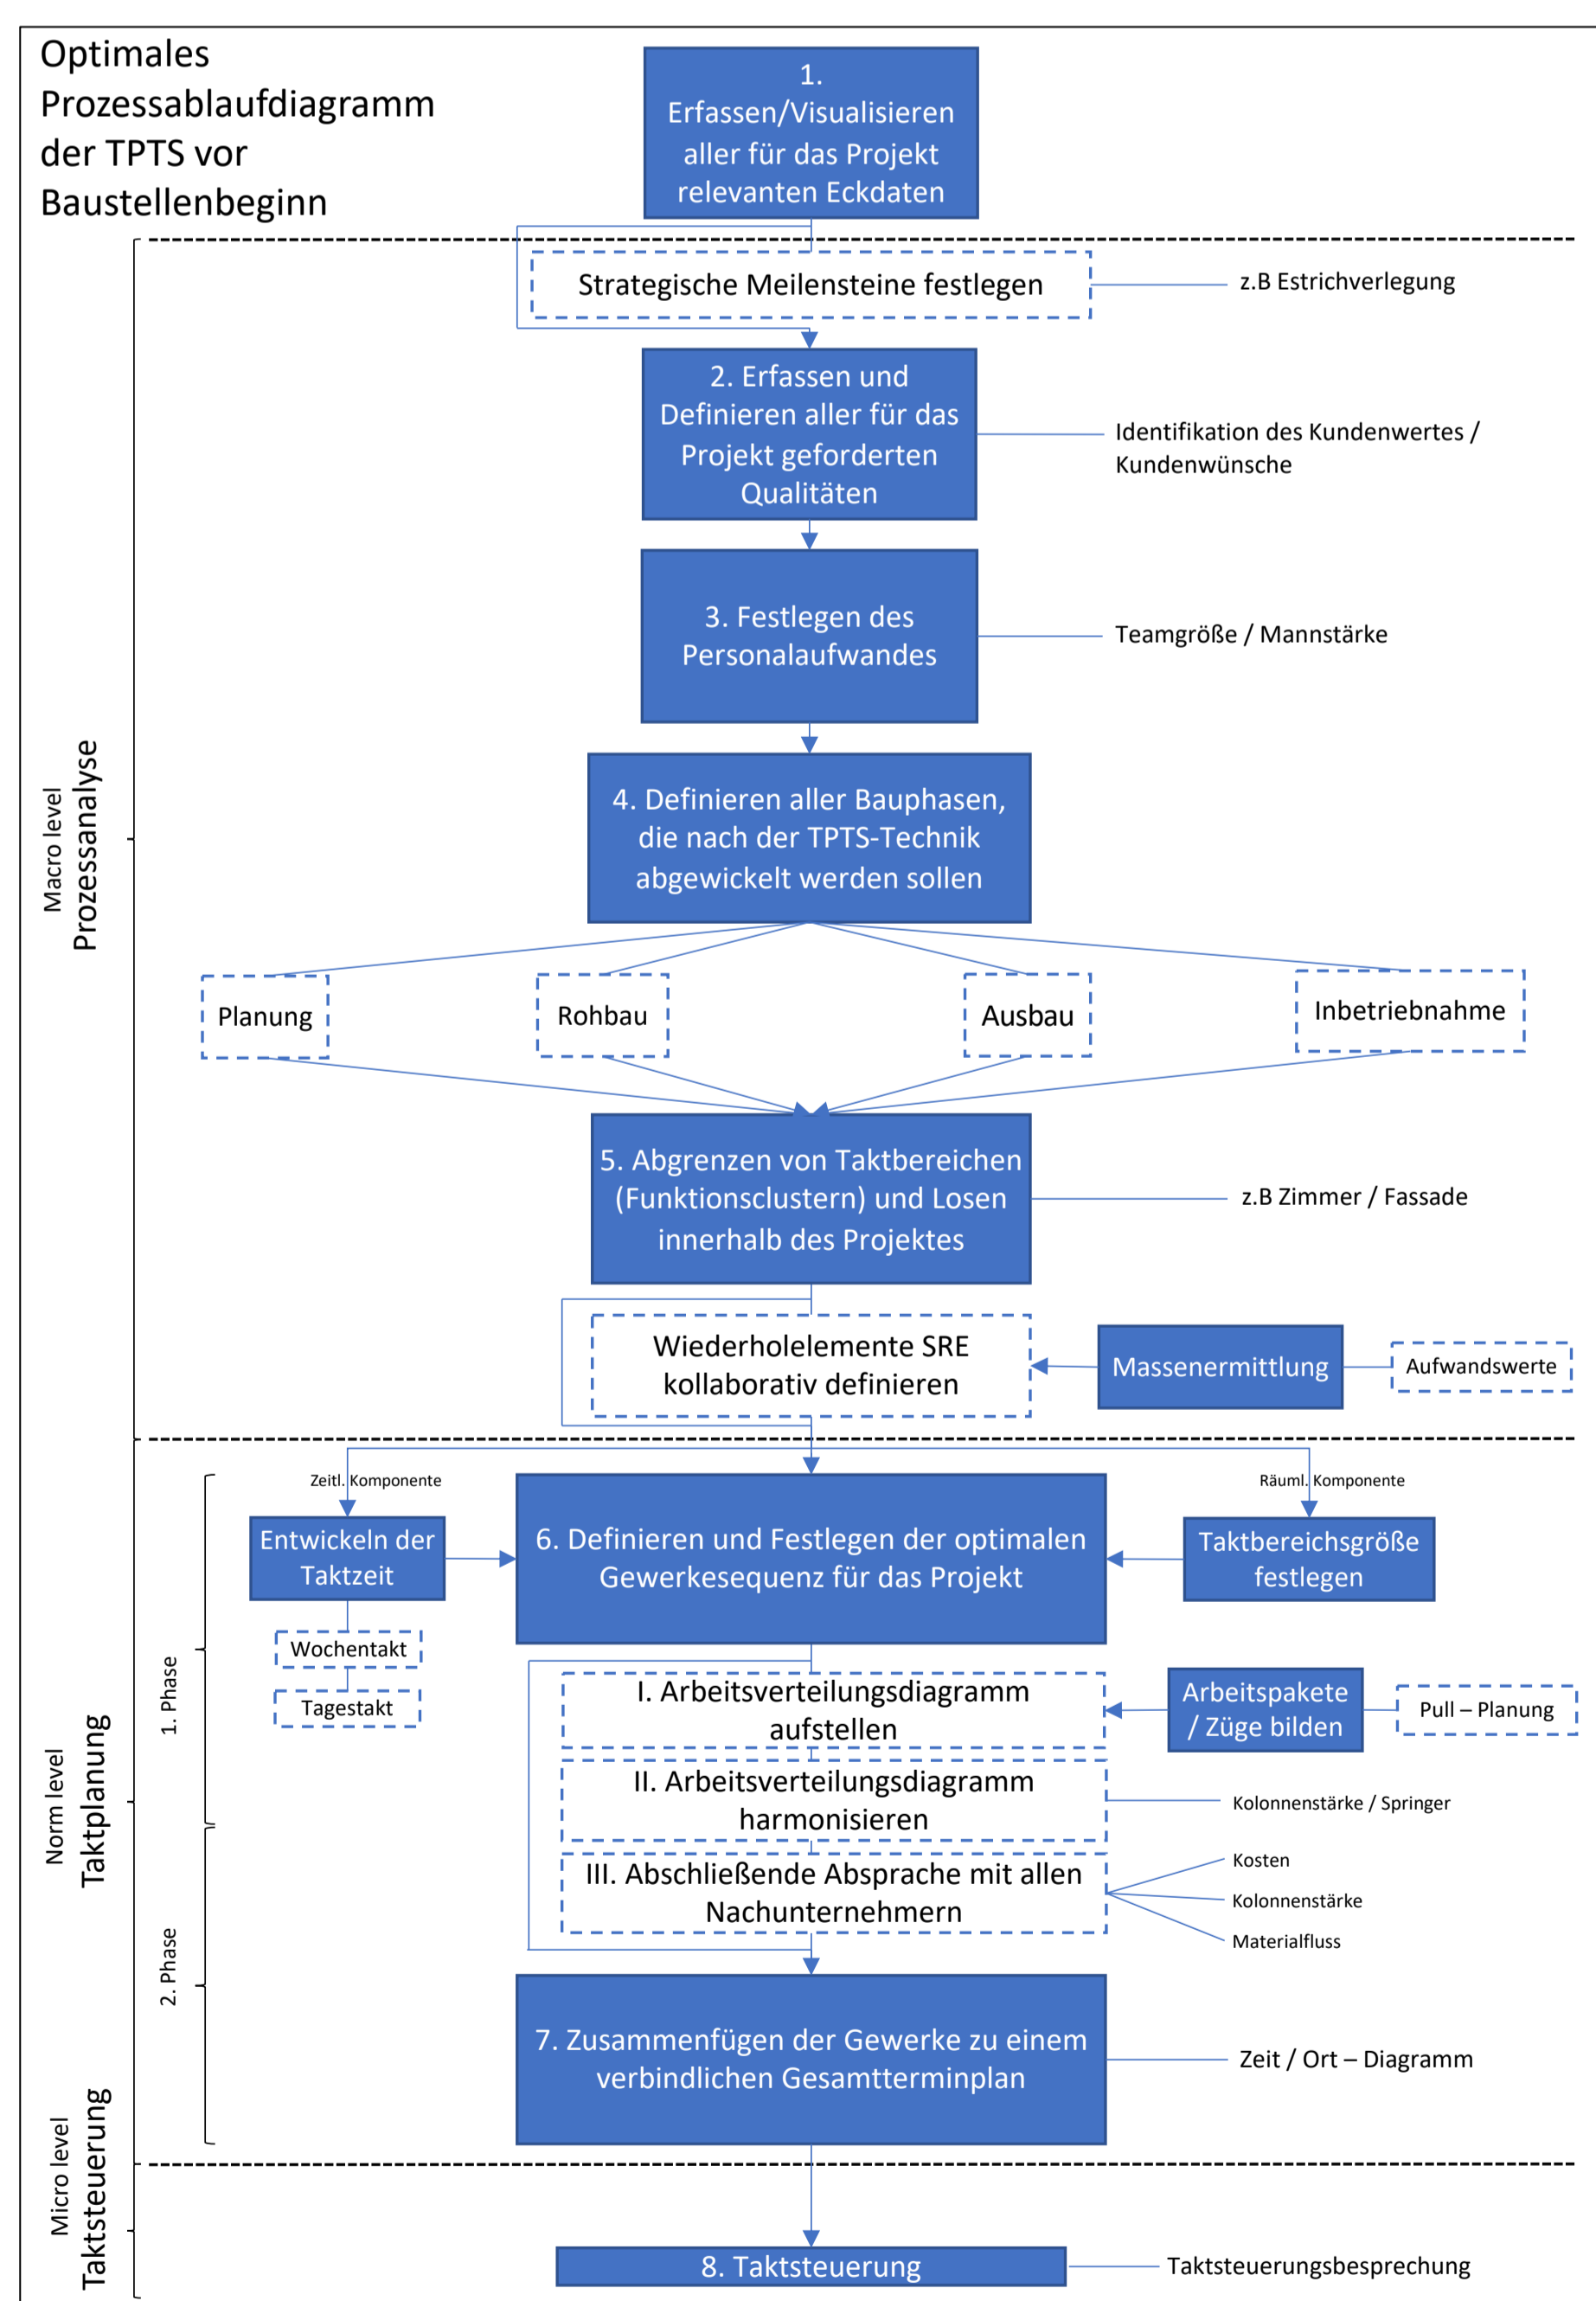 Optimales
Prozessablaufdiagramm
der TPTS vor
Baustellenbeginn
1.
Erfassen/Visualisieren
aller für das Projekt
relevanten Eckdaten
Strategische Meilensteine festlegen
z.B Estrichverlegung
2. Erfassen und
Definieren aller für das
Projekt geforderten
Qualitäten
Identifikation des Kundenwertes /
Kundenwünsche
3. Festlegen des
Personalaufwandes
Teamgröße / Mannstärke
Macro level
Prozessanalyse
4. Definieren aller Bauphasen,
die nach der TPTS-Technik
abgewickelt werden sollen
Planung
Rohbau
Ausbau
Inbetriebnahme
5. Abgrenzen von Taktbereichen
(Funktionsclustern) und Losen
innerhalb des Projektes
z.B Zimmer / Fassade
Wiederholelemente SRE
kollaborativ definieren
Massenermittlung
Aufwandswerte
Zeitl. Komponente
Räuml. Komponente
Entwickeln der
Taktzeit
6. Definieren und Festlegen der optimalen
Gewerkesequenz für das Projekt
Taktbereichsgröße
festlegen
Wochentakt
Tagestakt
1. Phase
I. Arbeitsverteilungsdiagramm
aufstellen
Arbeitspakete
/ Züge bilden
Pull – Planung
Norm level
Taktplanung
II. Arbeitsverteilungsdiagramm
harmonisieren
Kolonnenstärke / Springer
III. Abschließende Absprache mit allen
Nachunternehmern
Kosten
Kolonnenstärke
Materialfluss
2. Phase
7. Zusammenfügen der Gewerke zu einem
verbindlichen Gesamtterminplan
Zeit / Ort – Diagramm
Micro level
Taktsteuerung
8. Taktsteuerung
Taktsteuerungsbesprechung